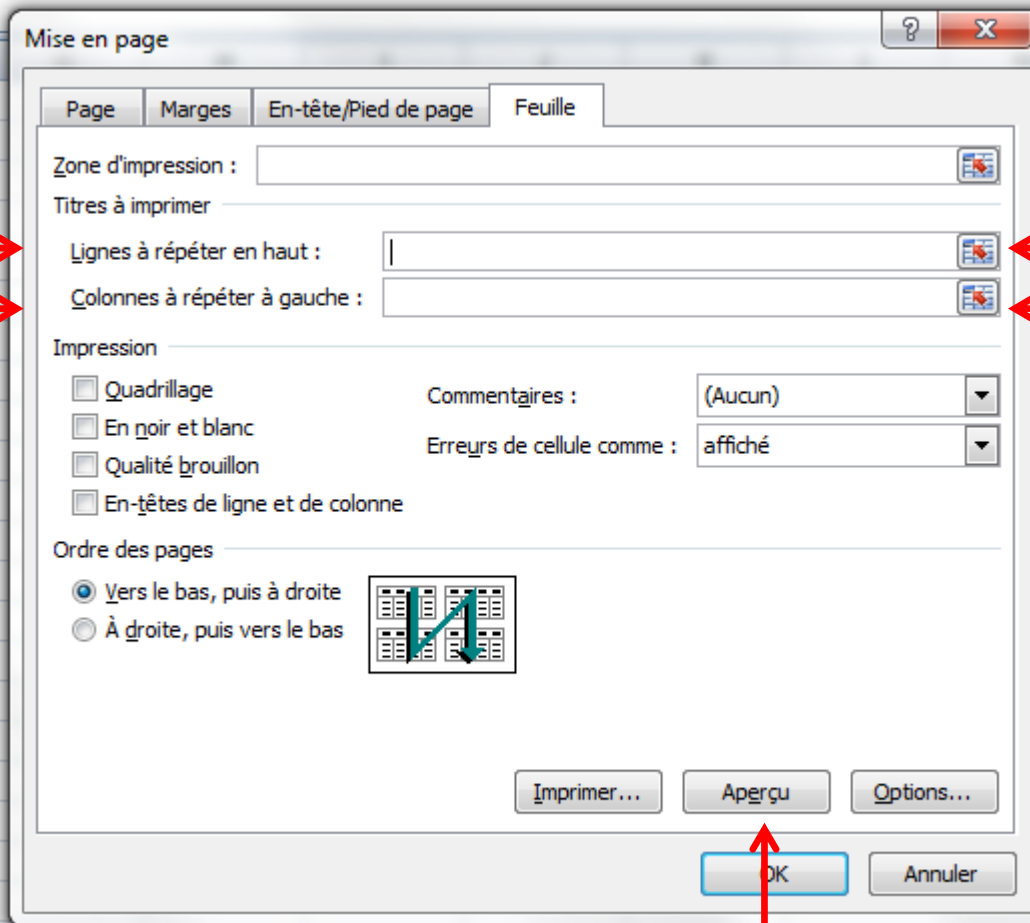 Mise en page
Page Marges En-tête/Pied de page Feuille
Zone d'impression :
Titres à imprimer
Lignes à répéter en haut :
Colonnes à répéter à gauche :
Impression
Quadrillage
Commentaires : (Aucun)
En noir et blanc
Erreurs de cellule comme : affiché
Qualité brouillon
En-têtes de ligne et de colonne
Ordre des pages
Vers le bas, puis à droite
À droite, puis vers le bas
Imprimer... Aperçu Options...
OK Annuler